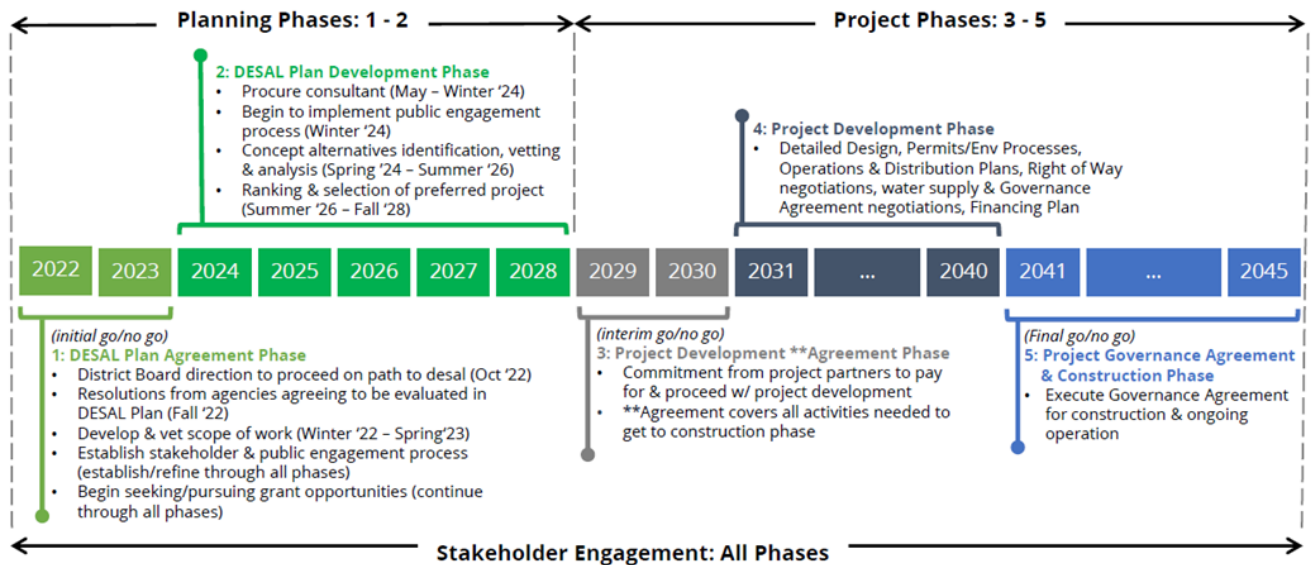 Planning Phases: 1 - 2
Project Phases: 3 - 5
2: DESAL Plan Development Phase
• Procure consultant (May – Winter ‘24)
• Begin to implement public engagement
process (Winter ‘24)
• Concept alternatives identification, vetting
& analysis (Spring ‘24 – Summer ‘26)
• Ranking & selection of preferred project
(Summer ‘26 – Fall ‘28)
4: Project Development Phase
• Detailed Design, Permits/Env Processes,
Operations & Distribution Plans, Right of Way
negotiations, water supply & Governance
Agreement negotiations, Financing Plan
2022 2023 2024 2025 2026 2027 2028 2029 2030 2031 ... 2040 2041 ... 2045
(initial go/no go)
1: DESAL Plan Agreement Phase
• District Board direction to proceed on path to desal (Oct ‘22)
• Resolutions from agencies agreeing to be evaluated in
DESAL Plan (Fall ‘22)
• Develop & vet scope of work (Winter ‘22 – Spring‘23)
• Establish stakeholder & public engagement process
(establish/refine through all phases)
• Begin seeking/pursuing grant opportunities (continue
through all phases)
(interim go/no go)
3: Project Development **Agreement Phase
• Commitment from project partners to pay
for & proceed w/ project development
• **Agreement covers all activities needed to
get to construction phase
(Final go/no go)
5: Project Governance Agreement
& Construction Phase
• Execute Governance Agreement
for construction & ongoing
operation
Stakeholder Engagement: All Phases